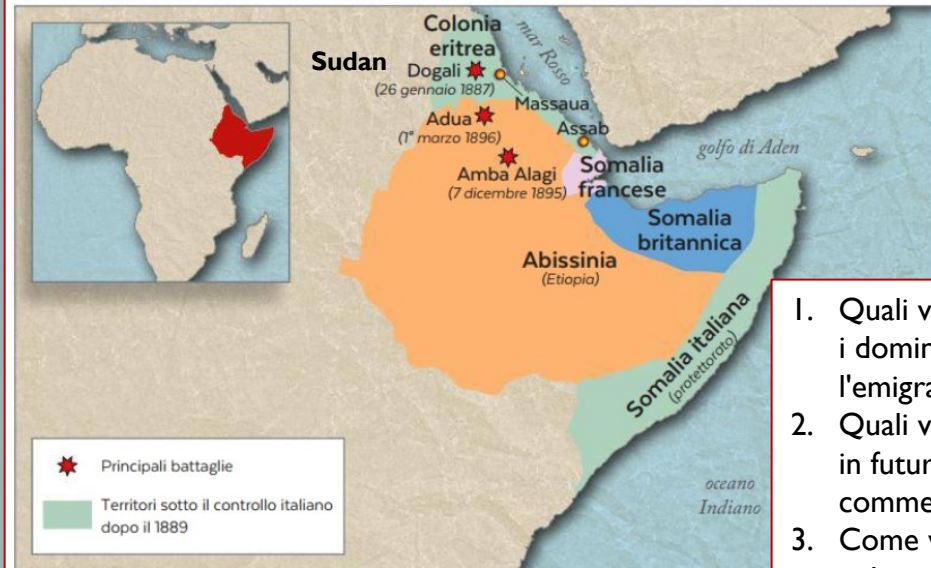 Colonia
eritrea
mar Rosso
Sudan
Dogali
(26 gennaio 1887)
Massaua
Adua
(1° marzo 1896)
Assab
golfo di Aden
Amba Alagi
(7 dicembre 1895)
Somalia
francese
Somalia
britannica
Abissinia
(Etiopia)
Somalia italiana
(protettorato)
oceano
Indiano
Principali battaglie
Territori sotto il controllo italiano
dopo il 1889
1. Quali v
i domin
l'emigra
2. Quali v
in futur
comme
3. Come v